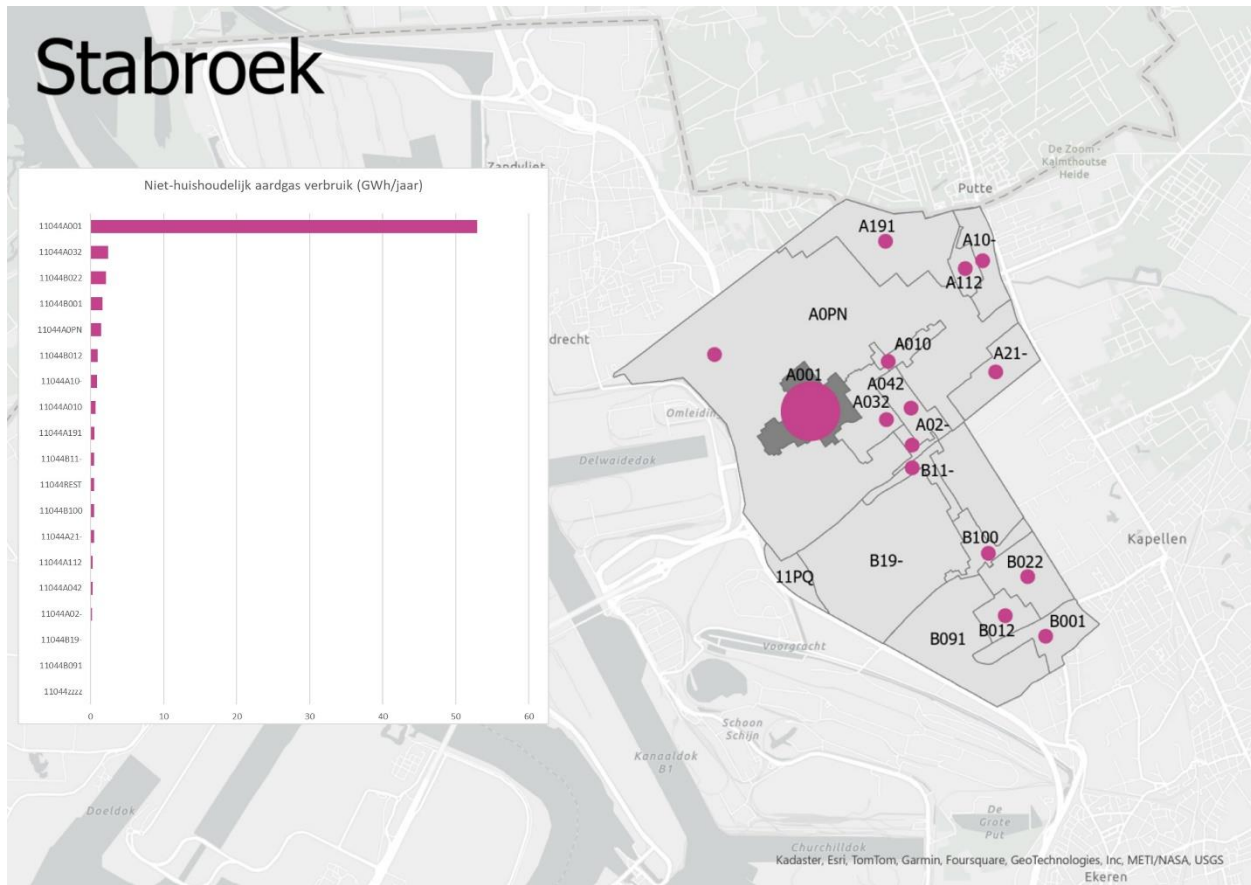 Stabroek
Zandvliet
De Zoom -
Kalmthoutse
Heide
Putte
Niet-huishoudelijk aardgas verbruik (GWh/jaar)
11044A001
11044A032
11044B022
11044B001
11044A0PN
11044B012
11044A10-
11044A010
11044A191
11044B11-
11044REST
11044B100
11044A21-
11044A112
11044A042
11044A02-
11044B19-
11044B091
11044zzzz
0 10 20 30 40 50 60
A191
A10-
A112
A0PN
drecht
A010
A21-
A001
A042
A032
Omleiding
A02-
Delwaidedok
B11-
B100
Kapellen
B19-
B022
11PQ
B012
B001
B091
Voorgracht
Schoon
Schijn
Kanaaldok
B1
Doeldok
De
Grote
Put
Churchilldok
Kadaster, Esri, TomTom, Garmin, Foursquare, GeoTechnologies, Inc, METI/NASA, USGS
Ekeren